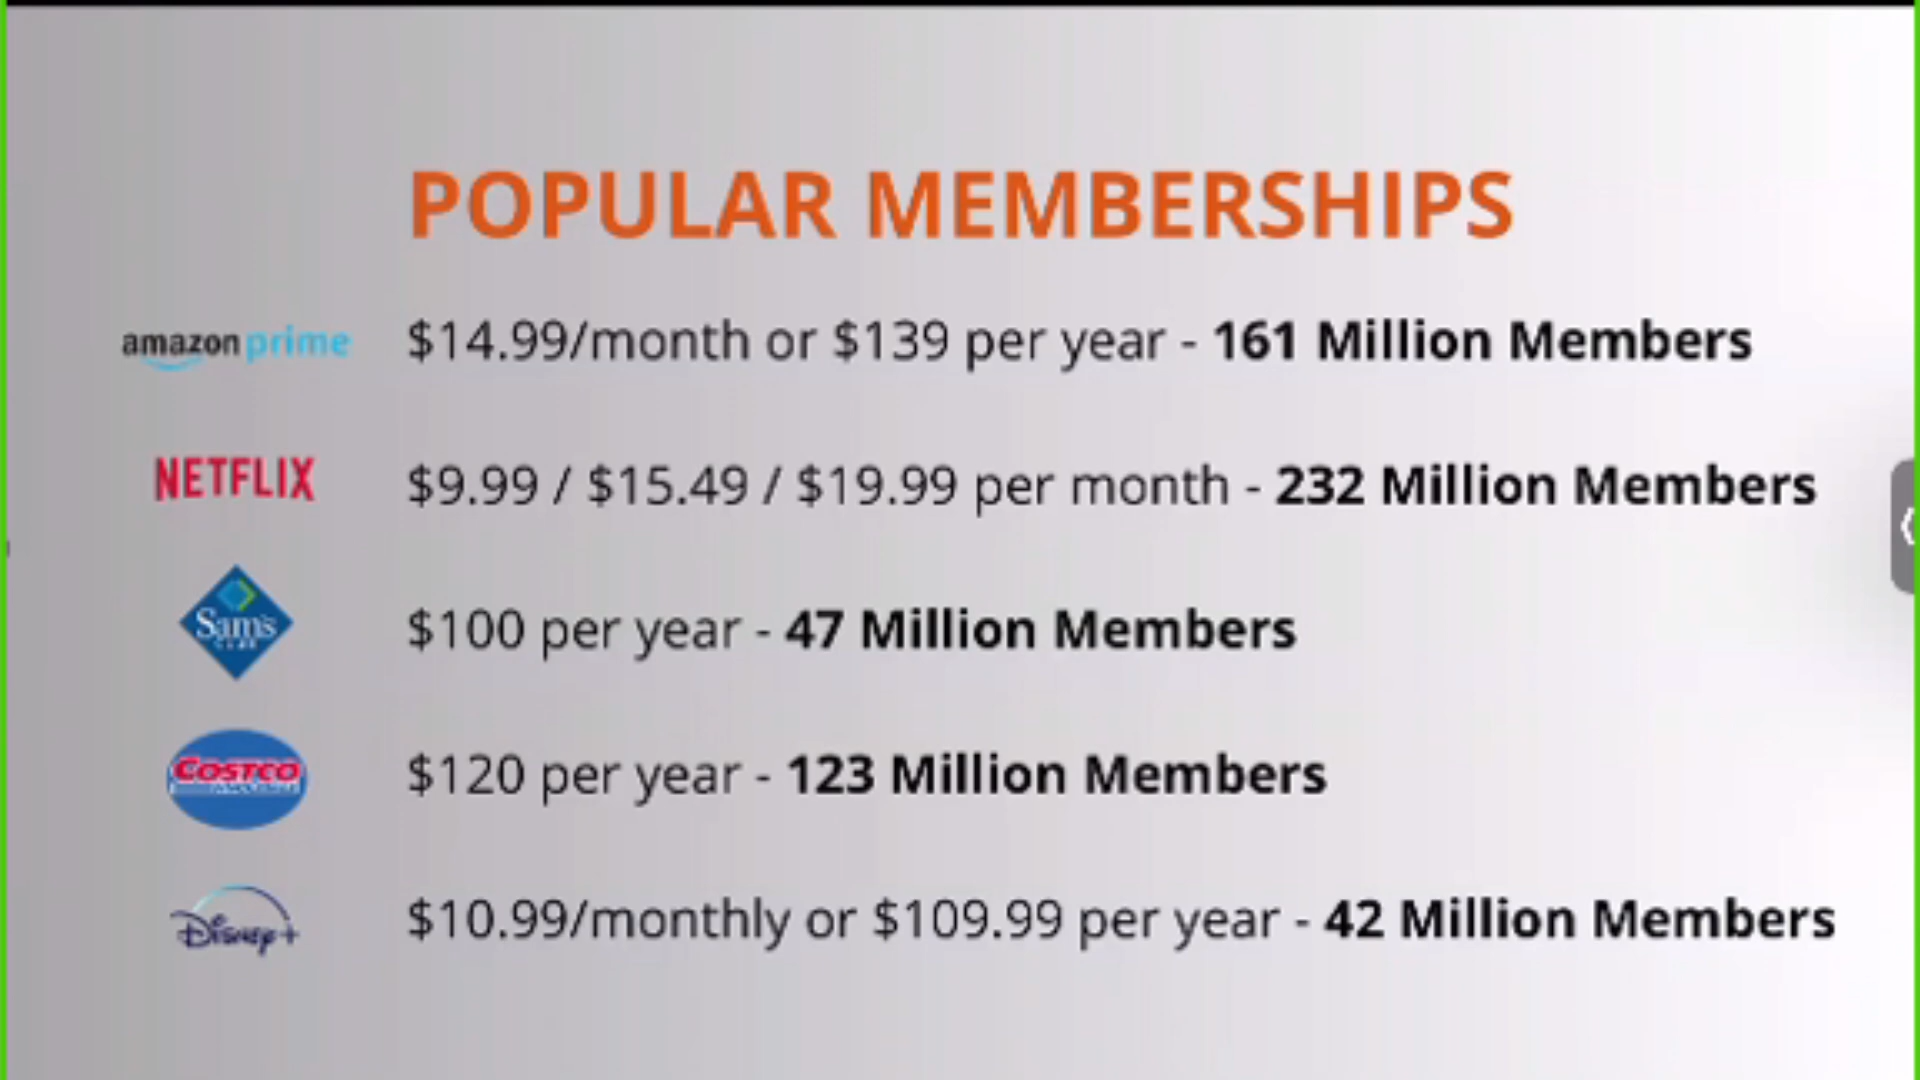 POPULAR MEMBERSHIPS
amazon prime $14.99/month or $139 per year - 161 Million Members
NETFLIX $9.99 / $15.49 / $19.99 per month - 232 Million Members
Sam's CLUB $100 per year - 47 Million Members
COSTCO WHOLESALE $120 per year - 123 Million Members
Disney+ $10.99/monthly or $109.99 per year - 42 Million Members